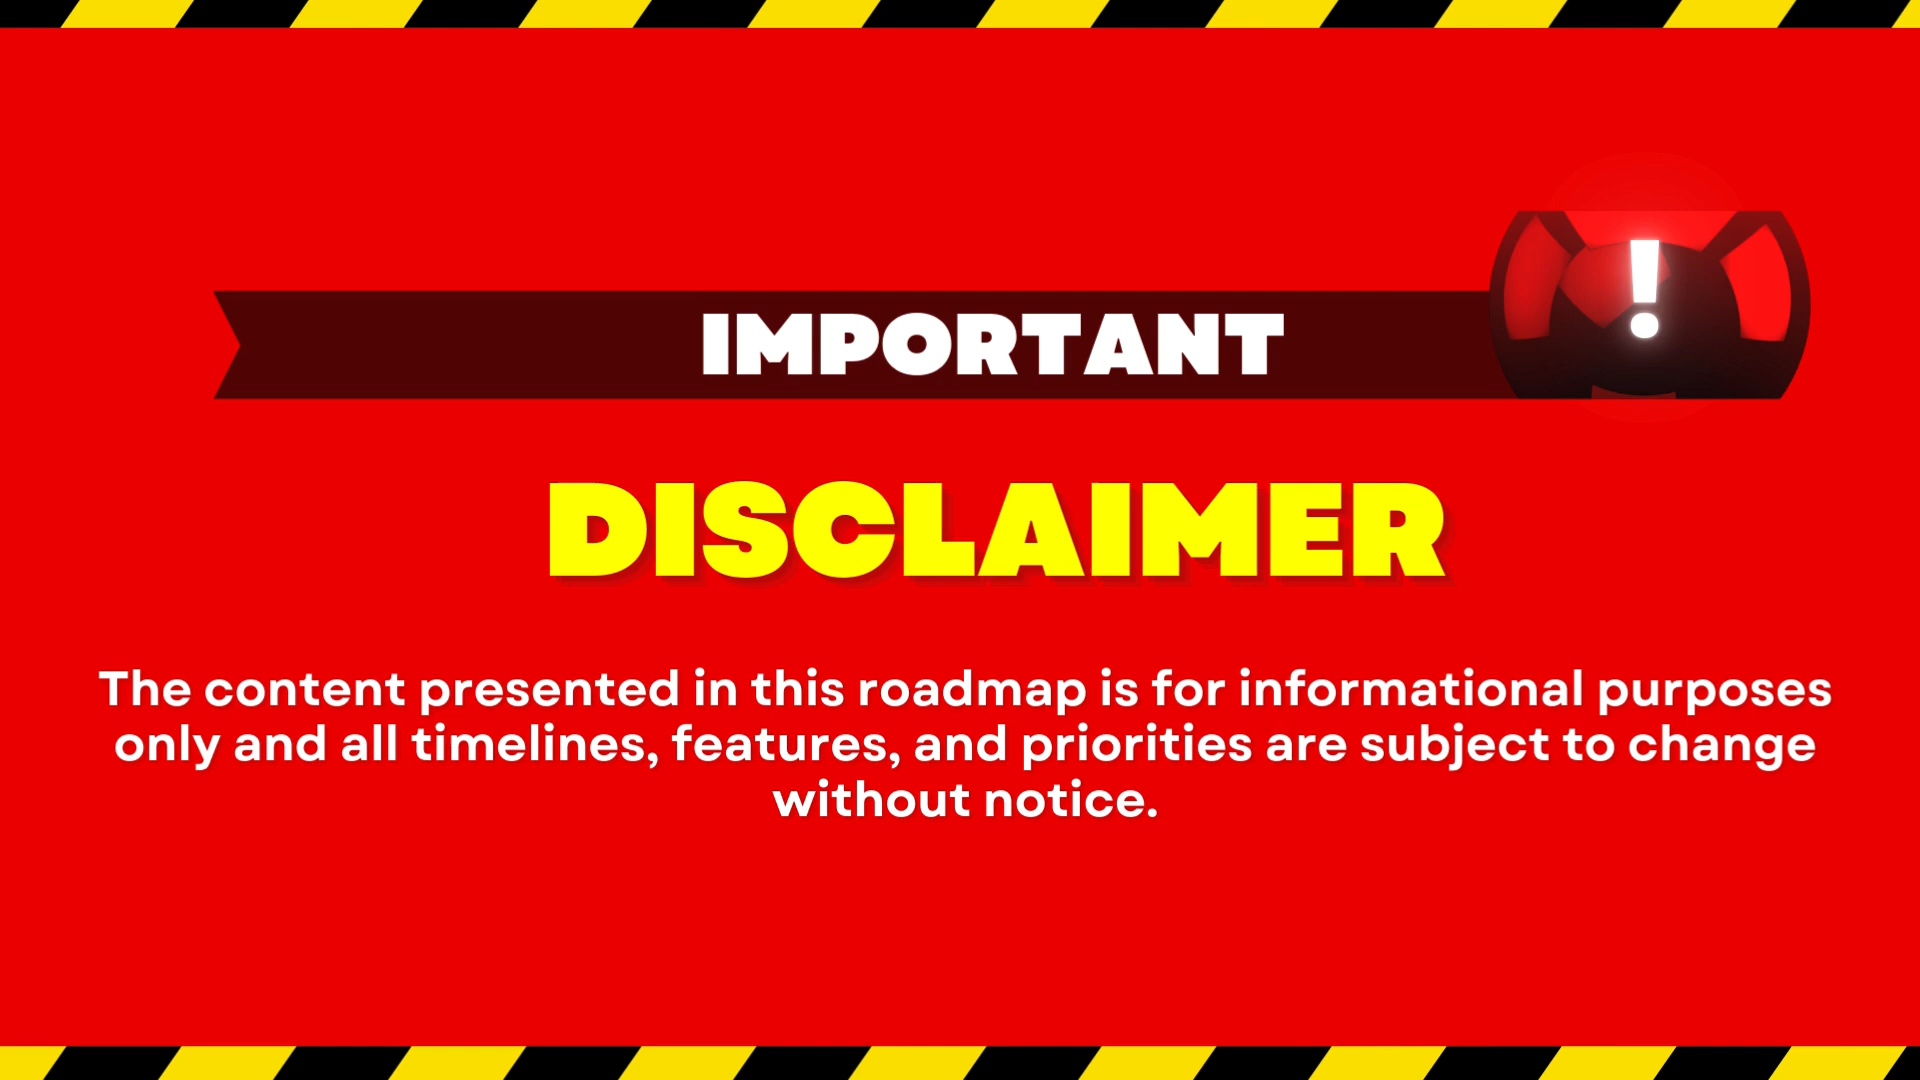 IMPORTANT
!
DISCLAIMER
The content presented in this roadmap is for informational purposes
only and all timelines, features, and priorities are subject to change
without notice.